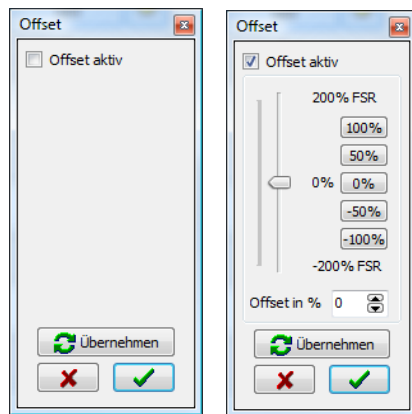 Offset
Offset aktiv
Übernehmen
Offset
Offset aktiv
200% FSR
100%
50%
0% 0%
-50%
-100%
-200% FSR
Offset in % 0
Übernehmen